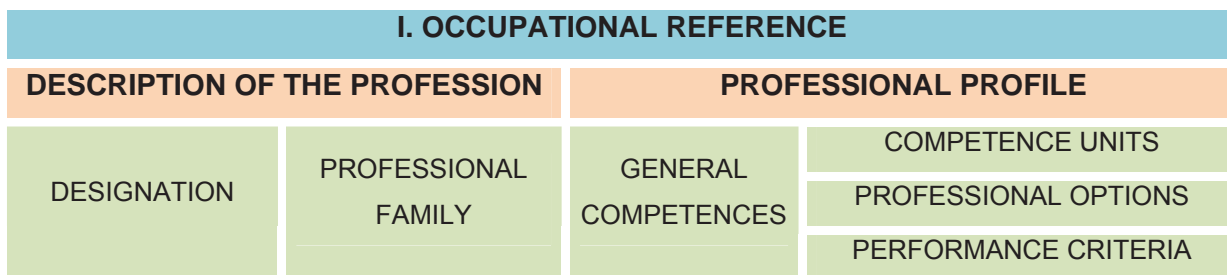 I. OCCUPATIONAL REFERENCE
DESCRIPTION OF THE PROFESSION
PROFESSIONAL PROFILE
DESIGNATION
PROFESSIONAL
FAMILY
GENERAL
COMPETENCES
COMPETENCE UNITS
PROFESSIONAL OPTIONS
PERFORMANCE CRITERIA